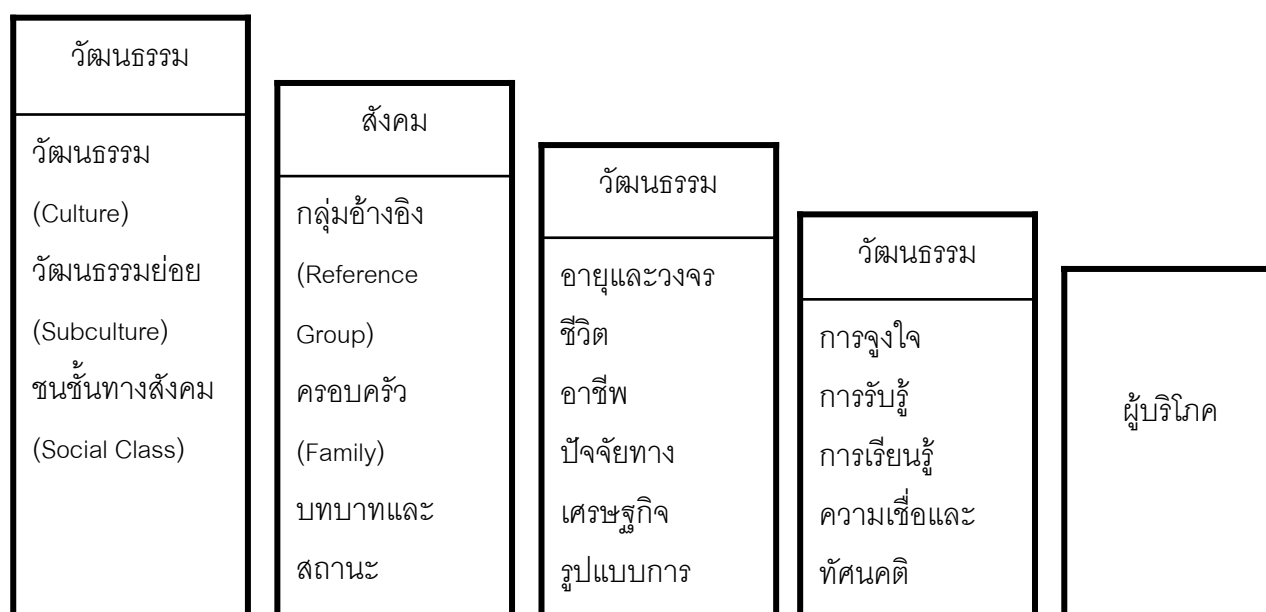 วัฒนธรรม
วัฒนธรรม
(Culture)
วัฒนธรรมย่อย
(Subculture)
ชนชั้นทางสังคม
(Social Class)
สังคม
กลุ่มอ้างอิง
(Reference
Group)
ครอบครัว
(Family)
บทบาทและ
สถานะ
วัฒนธรรม
อายุและวงจร
ชีวิต
อาชีพ
ปัจจัยทาง
เศรษฐกิจ
รูปแบบการ
วัฒนธรรม
การจูงใจ
การรับรู้
การเรียนรู้
ความเชื่อและ
ทัศนคติ
ผู้บริโภค